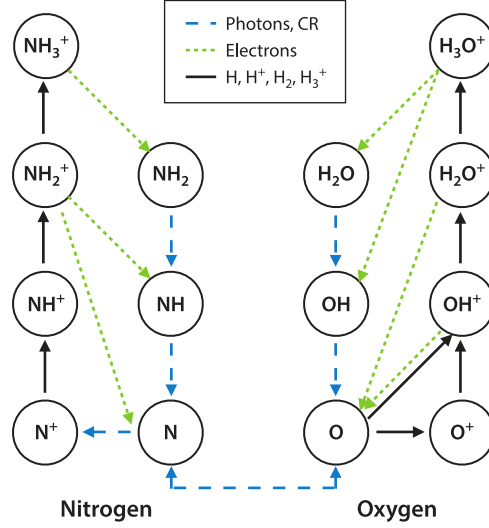 Photons, CR
Electrons
H, H⁺, H₂, H₃⁺
NH₃⁺
H₃O⁺
NH₂⁺
NH₂
H₂O
H₂O⁺
NH⁺
NH
OH
OH⁺
N⁺
N
O
O⁺
Nitrogen
Oxygen